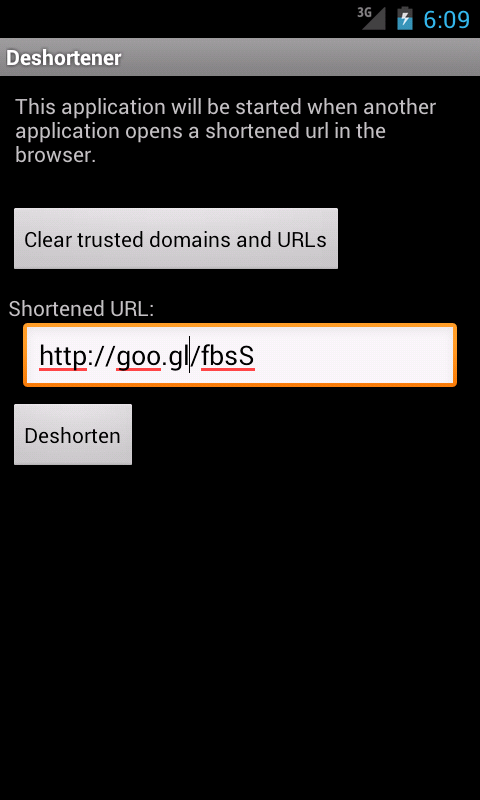 3G 6:09
Deshortener
This application will be started when another
application opens a shortened url in the
browser.
Clear trusted domains and URLs
Shortened URL:
http://goo.gl/fbsS
Deshorten